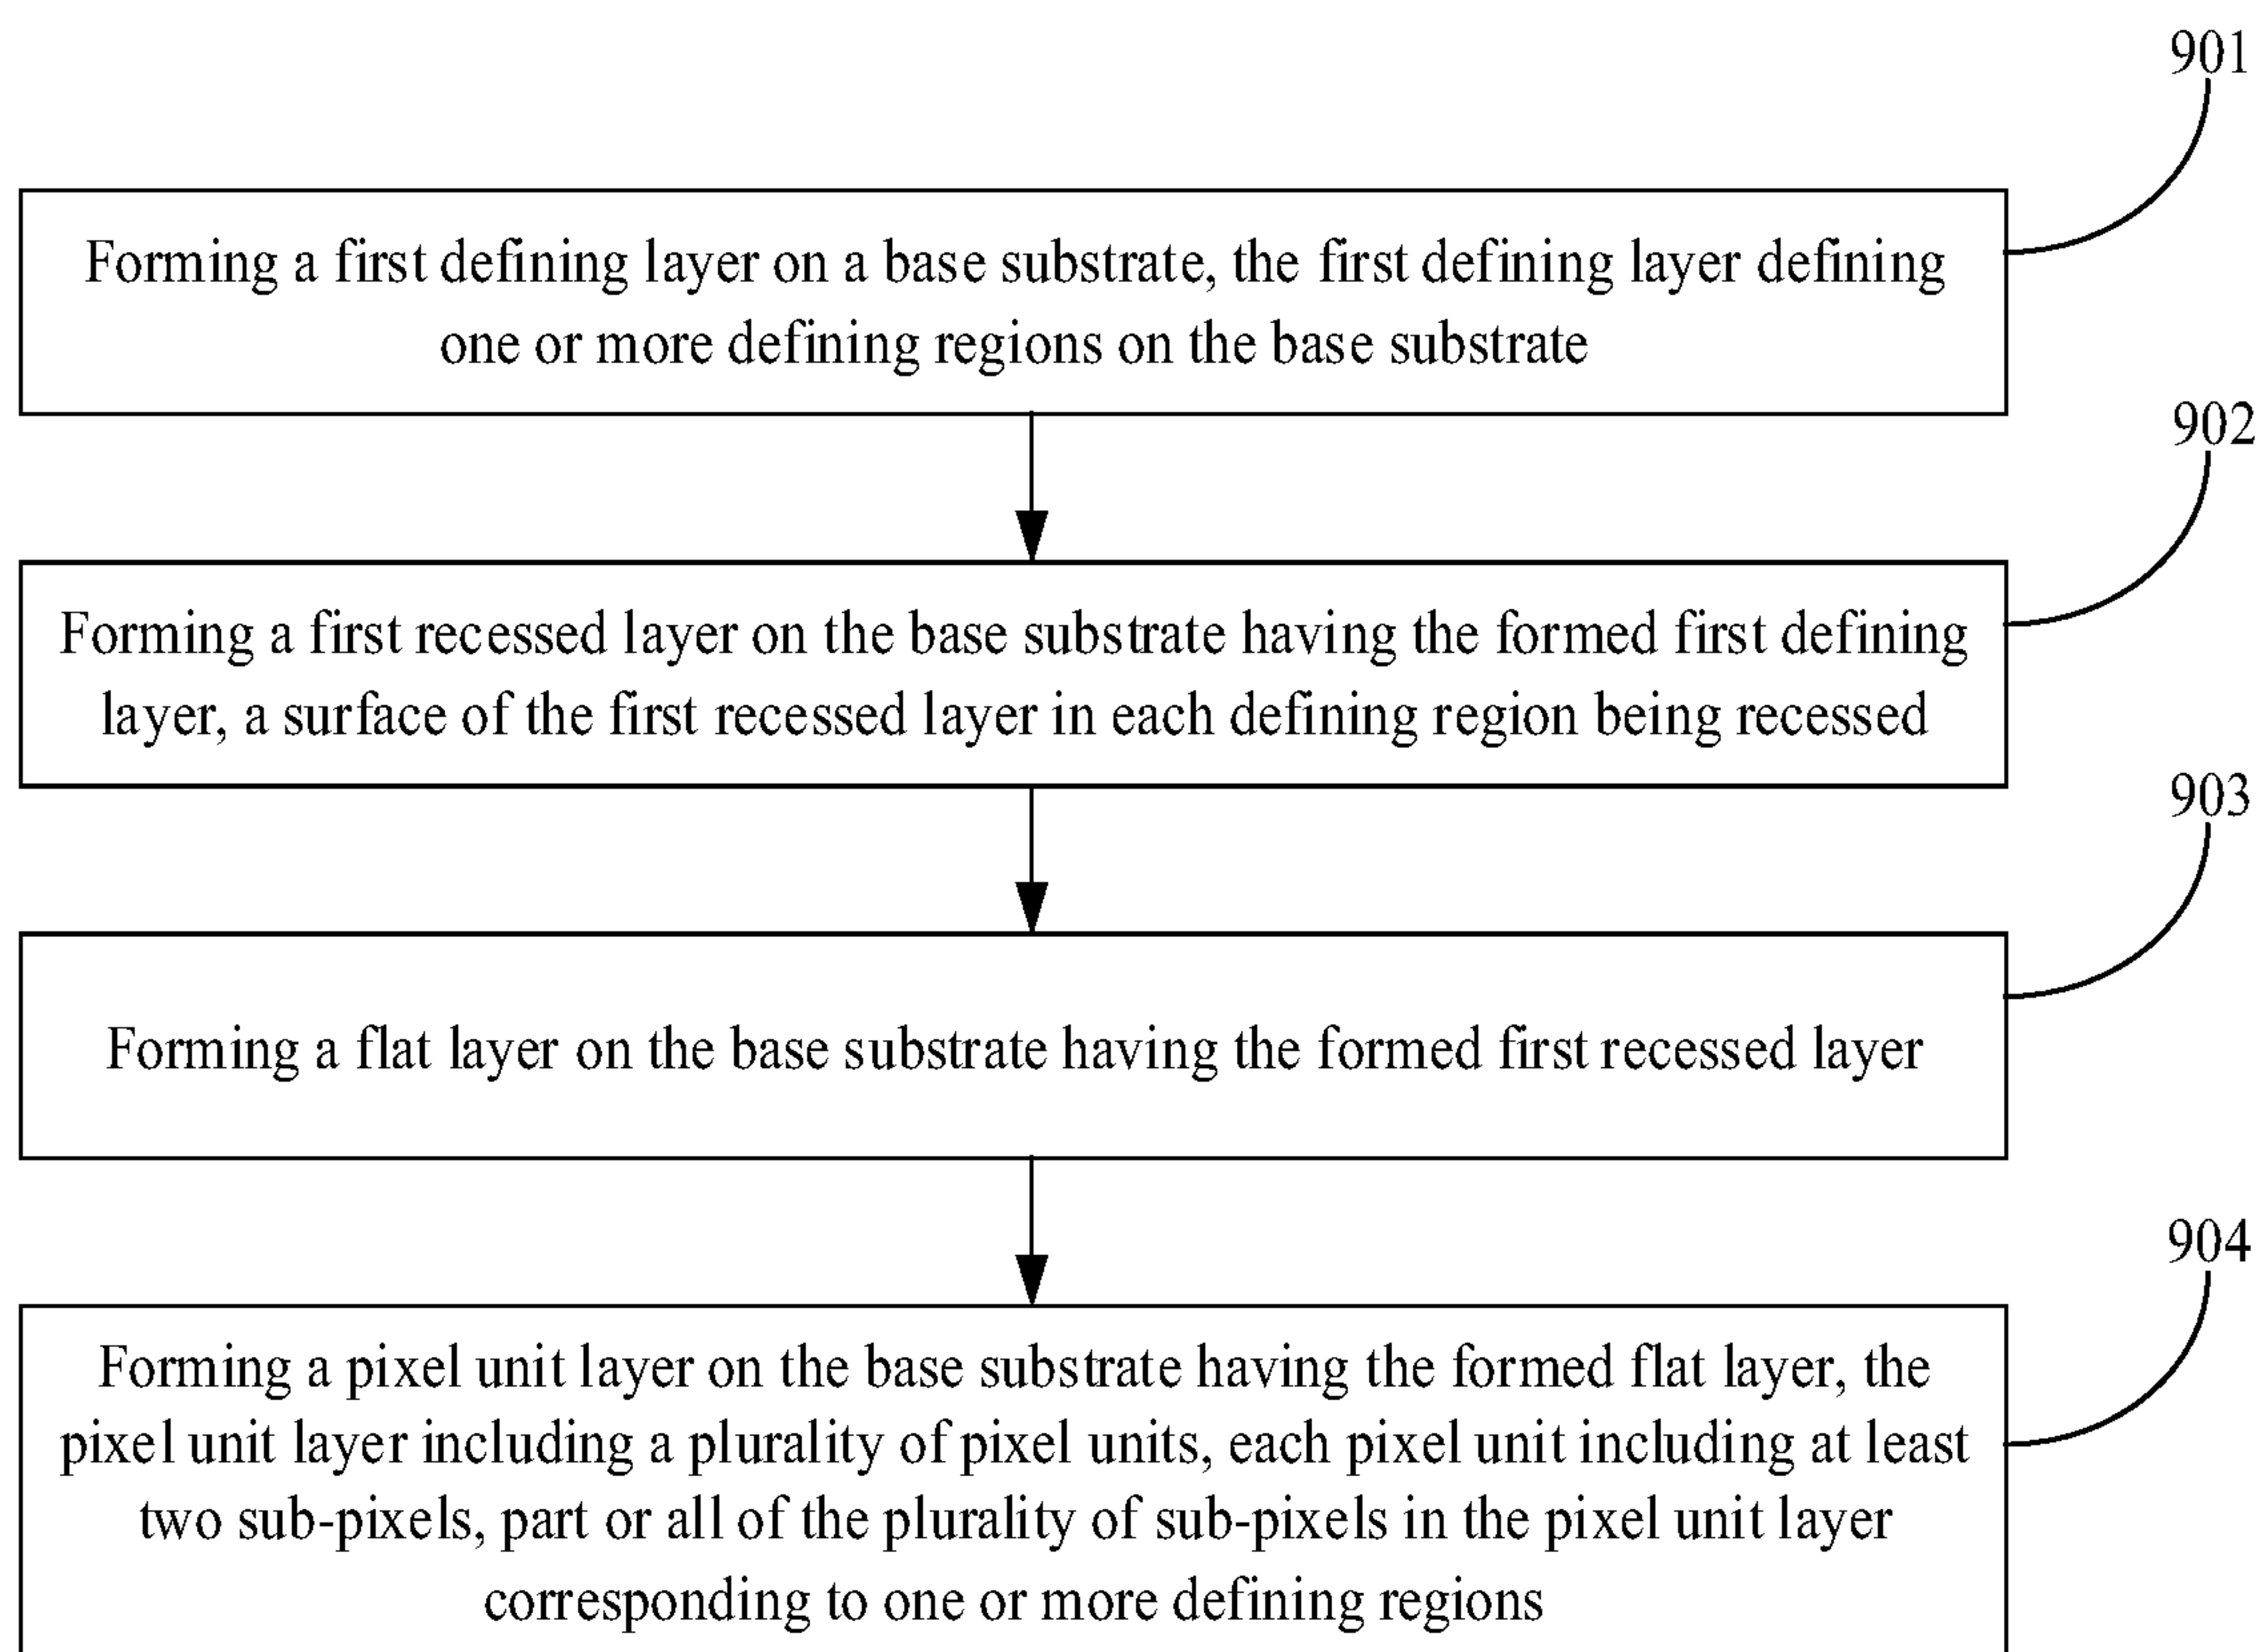 901
Forming a first defining layer on a base substrate, the first defining layer defining
one or more defining regions on the base substrate
902
Forming a first recessed layer on the base substrate having the formed first defining
layer, a surface of the first recessed layer in each defining region being recessed
903
Forming a flat layer on the base substrate having the formed first recessed layer
904
Forming a pixel unit layer on the base substrate having the formed flat layer, the
pixel unit layer including a plurality of pixel units, each pixel unit including at least
two sub-pixels, part or all of the plurality of sub-pixels in the pixel unit layer
corresponding to one or more defining regions